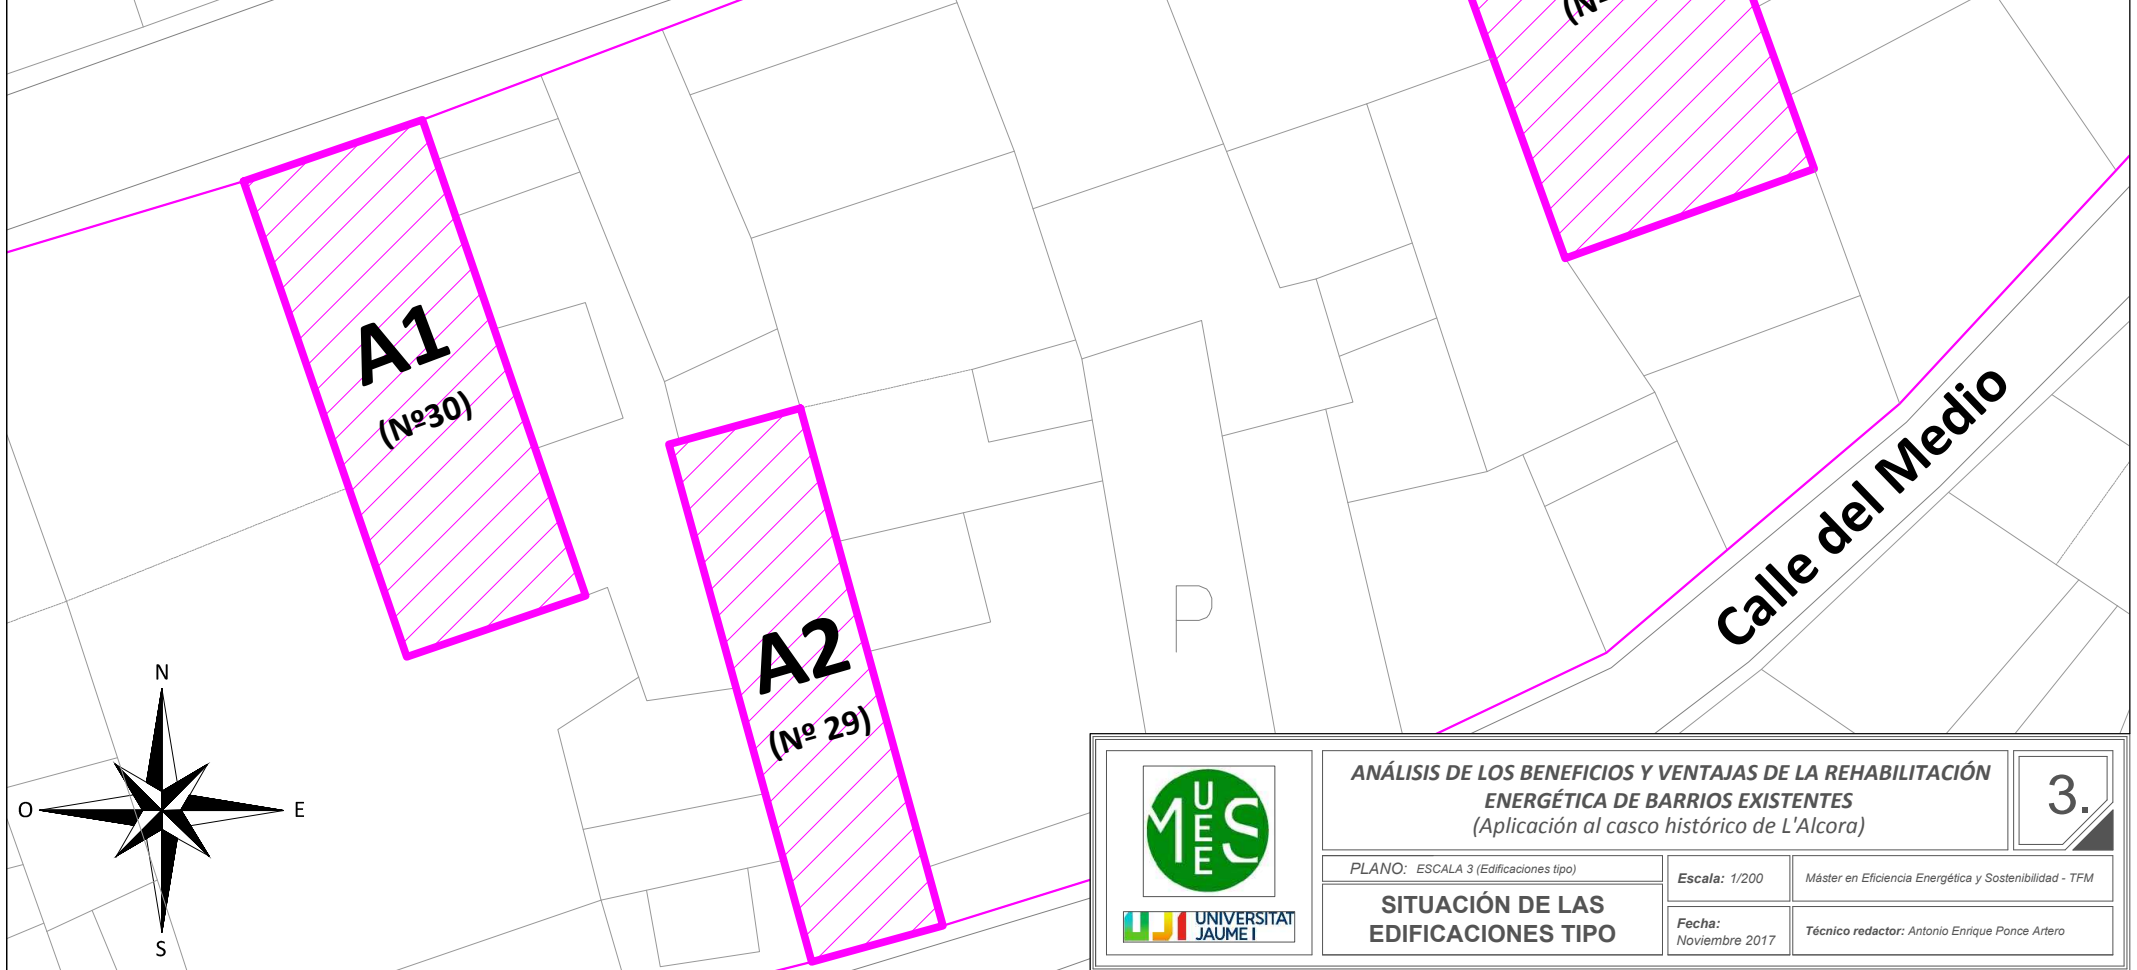 (N
A1
(Nº30)
A2
(Nº 29)
P
Calle del Medio
N
O
E
S
MUEES
UNIVERSITAT
JAUME I
ANÁLISIS DE LOS BENEFICIOS Y VENTAJAS DE LA REHABILITACIÓN
ENERGÉTICA DE BARRIOS EXISTENTES
(Aplicación al casco histórico de L'Alcora)
3.
PLANO: ESCALA 3 (Edificaciones tipo)
SITUACIÓN DE LAS
EDIFICACIONES TIPO
Escala: 1/200
Máster en Eficiencia Energética y Sostenibilidad - TFM
Fecha:
Noviembre 2017
Técnico redactor: Antonio Enrique Ponce Artero